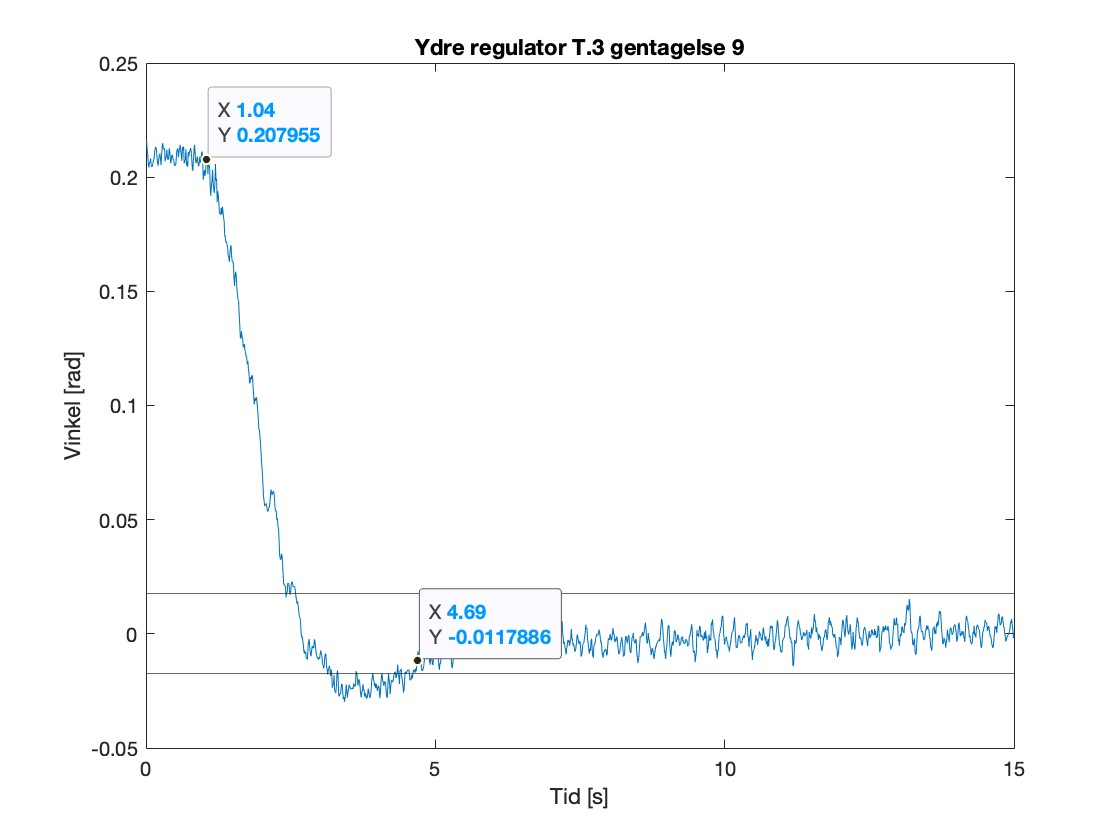 Ydre regulator T.3 gentagelse 9
0.25
0.2
0.15
0.1
0.05
0
-0.05
Vinkel [rad]
X 1.04
Y 0.207955
X 4.69
Y -0.0117886
0
5
10
15
Tid [s]